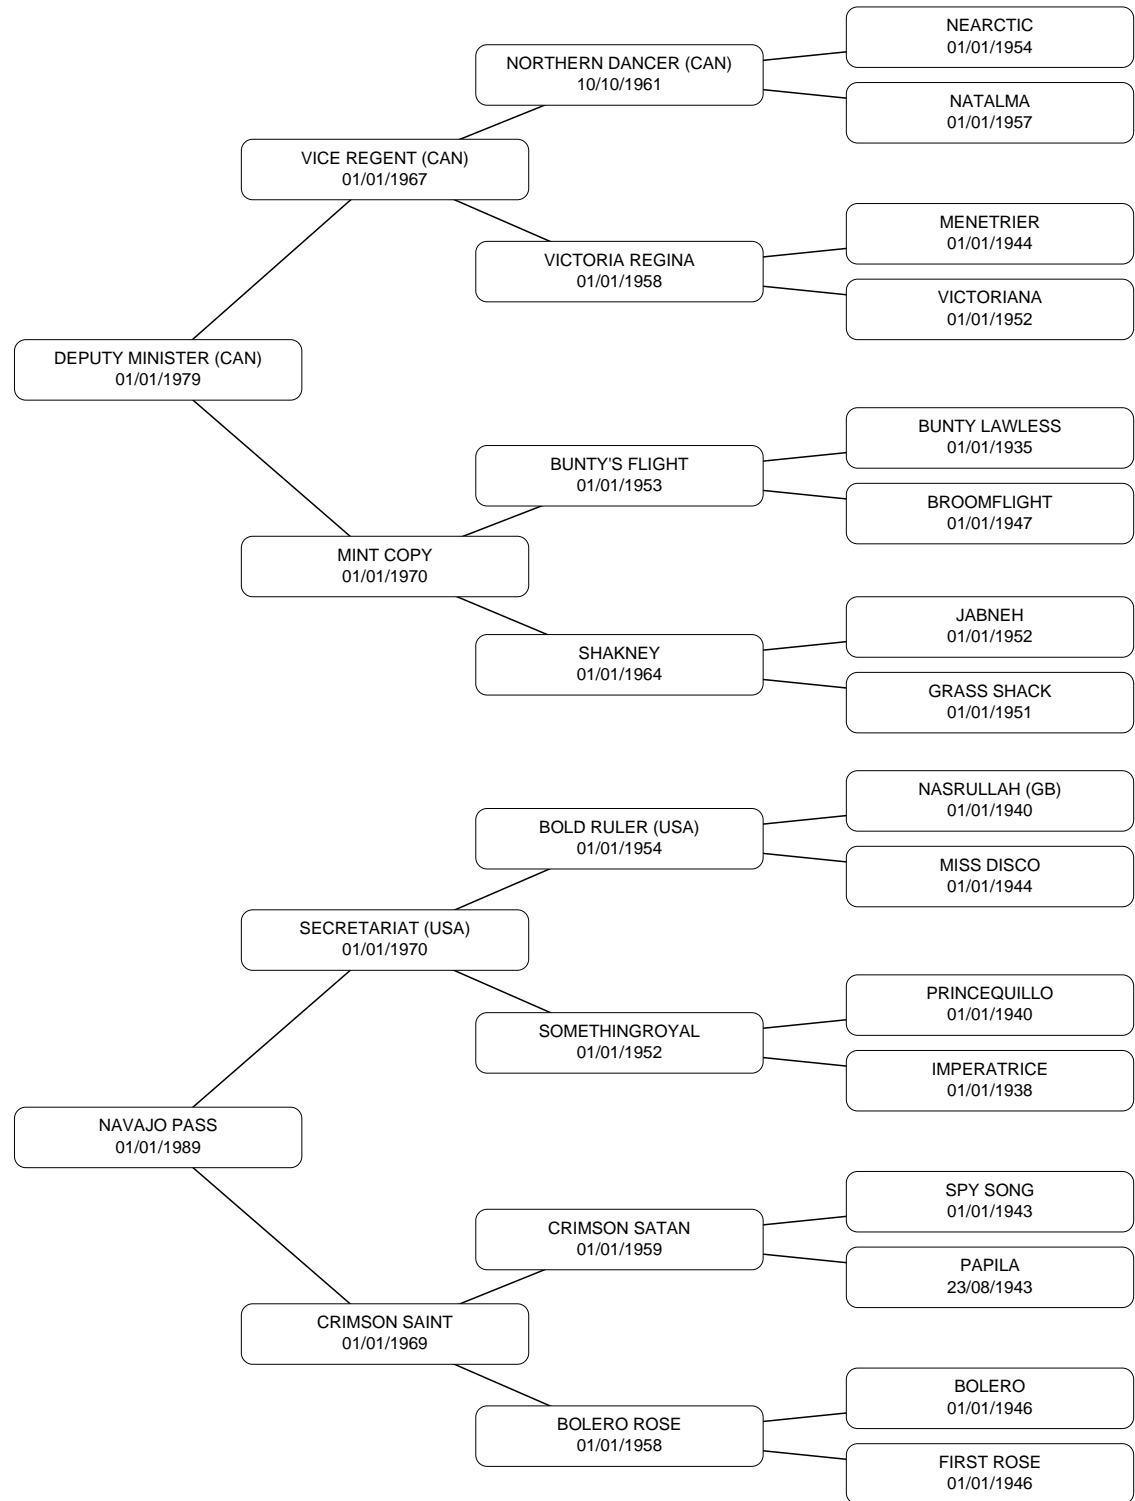 NEARCTIC
01/01/1954
NORTHERN DANCER (CAN)
10/10/1961
NATALMA
01/01/1957
VICE REGENT (CAN)
01/01/1967
MENETRIER
01/01/1944
VICTORIA REGINA
01/01/1958
VICTORIANA
01/01/1952
DEPUTY MINISTER (CAN)
01/01/1979
BUNTY LAWLESS
01/01/1935
BUNTY'S FLIGHT
01/01/1953
BROOMFLIGHT
01/01/1947
MINT COPY
01/01/1970
JABNEH
01/01/1952
SHAKNEY
01/01/1964
GRASS SHACK
01/01/1951
NASRULLAH (GB)
01/01/1940
BOLD RULER (USA)
01/01/1954
MISS DISCO
01/01/1944
SECRETARIAT (USA)
01/01/1970
PRINCEQUILLO
01/01/1940
SOMETHINGROYAL
01/01/1952
IMPERATRICE
01/01/1938
NAVAJO PASS
01/01/1989
SPY SONG
01/01/1943
CRIMSON SATAN
01/01/1959
PAPILA
23/08/1943
CRIMSON SAINT
01/01/1969
BOLERO
01/01/1946
BOLERO ROSE
01/01/1958
FIRST ROSE
01/01/1946